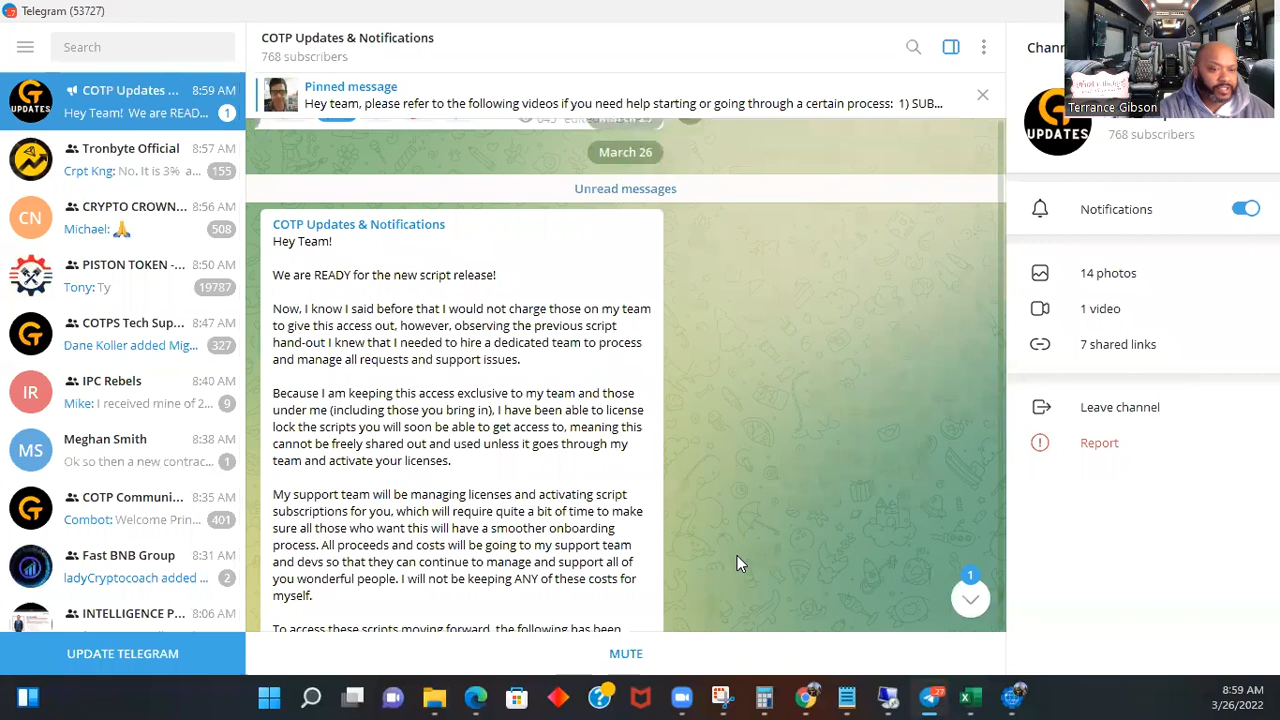 Telegram (53727)
Search
COTP Updates ... 8:59 AM
Hey Team! We are READ... 1
Tronbyte Official 8:57 AM
Crpt Kng: No. It is 3% a... 155
CN
CRYPTO CROWN... 8:56 AM
Michael: 🙏 508
PISTON TOKEN -... 8:50 AM
Tony: Ty 19787
COTPS Tech Sup... 8:47 AM
Dane Koller added Mig... 327
IR
IPC Rebels 8:40 AM
Mike: I received mine of 2... 9
MS
Meghan Smith 8:38 AM
Ok so then a new contrac... 1
COTP Communi... 8:35 AM
Combot: Welcome Prin... 401
Fast BNB Group 8:31 AM
ladyCryptocoach added ... 2
INTELLIGENCE P... 8:06 AM
UPDATE TELEGRAM
COTP Updates & Notifications
768 subscribers
Pinned message
Hey team, please refer to the following videos if you need help starting or going through a certain process: 1) SUB...
March 26
Unread messages
COTP Updates & Notifications
Hey Team!
We are READY for the new script release!
Now, I know I said before that I would not charge those on my team
to give this access out, however, observing the previous script
hand-out I knew that I needed to hire a dedicated team to process
and manage all requests and support issues.
Because I am keeping this access exclusive to my team and those
under me (including those you bring in), I have been able to license
lock the scripts you will soon be able to get access to, meaning this
cannot be freely shared out and used unless it goes through my
team and activate your licenses.
My support team will be managing licenses and activating script
subscriptions for you, which will require quite a bit of time to make
sure all those who want this will have a smoother onboarding
process. All proceeds and costs will be going to my support team
and devs so that they can continue to manage and support all of
you wonderful people. I will not be keeping ANY of these costs for
myself.
To access these scripts moving forward, the following has been
1
MUTE
Chann
Terrance Gibson
UPDATES
768 subscribers
Notifications
14 photos
1 video
7 shared links
Leave channel
Report
27
8:59 AM
3/26/2022